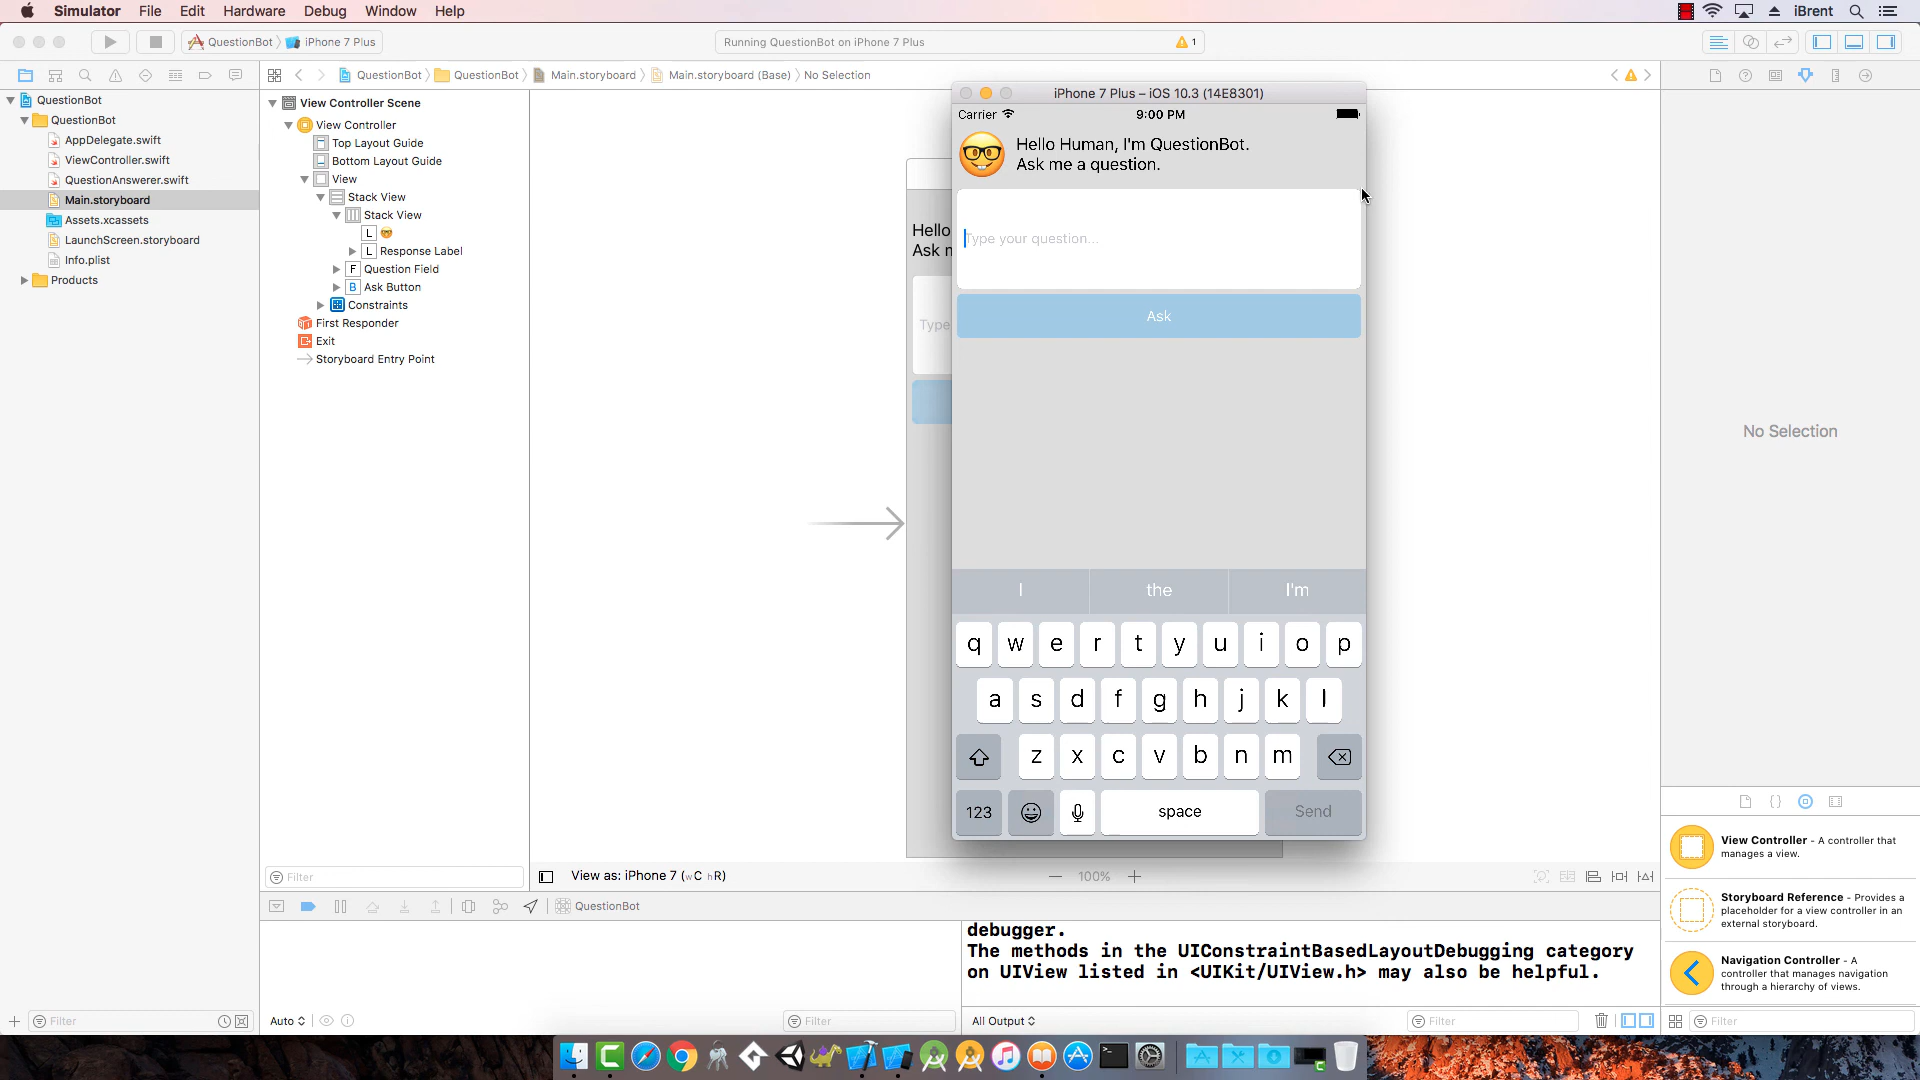 Simulator File Edit Hardware Debug Window Help iBrent
QuestionBot iPhone 7 Plus Running QuestionBot on iPhone 7 Plus 1
QuestionBot QuestionBot Main.storyboard Main.storyboard (Base) No Selection
QuestionBot
QuestionBot
AppDelegate.swift
ViewController.swift
QuestionAnswerer.swift
Main.storyboard
Assets.xcassets
LaunchScreen.storyboard
Info.plist
Products
View Controller Scene
View Controller
Top Layout Guide
Bottom Layout Guide
View
Stack View
Stack View
L
L Response Label
F Question Field
B Ask Button
Constraints
First Responder
Exit
Storyboard Entry Point
Hello
Ask n
Type
iPhone 7 Plus – iOS 10.3 (14E8301)
Carrier 9:00 PM
Hello Human, I'm QuestionBot.
Ask me a question.
Type your question...
Ask
I the I'm
q w e r t y u i o p
a s d f g h j k l
z x c v b n m
123 space Send
No Selection
View Controller - A controller that
manages a view.
Storyboard Reference - Provides a
placeholder for a view controller in an
external storyboard.
Navigation Controller - A
controller that manages navigation
through a hierarchy of views.
Filter
View as: iPhone 7 (wC hR)
100%
QuestionBot
debugger.
The methods in the UIConstraintBasedLayoutDebugging category
on UIView listed in <UIKit/UIView.h> may also be helpful.
Filter Auto Filter All Output Filter Filter